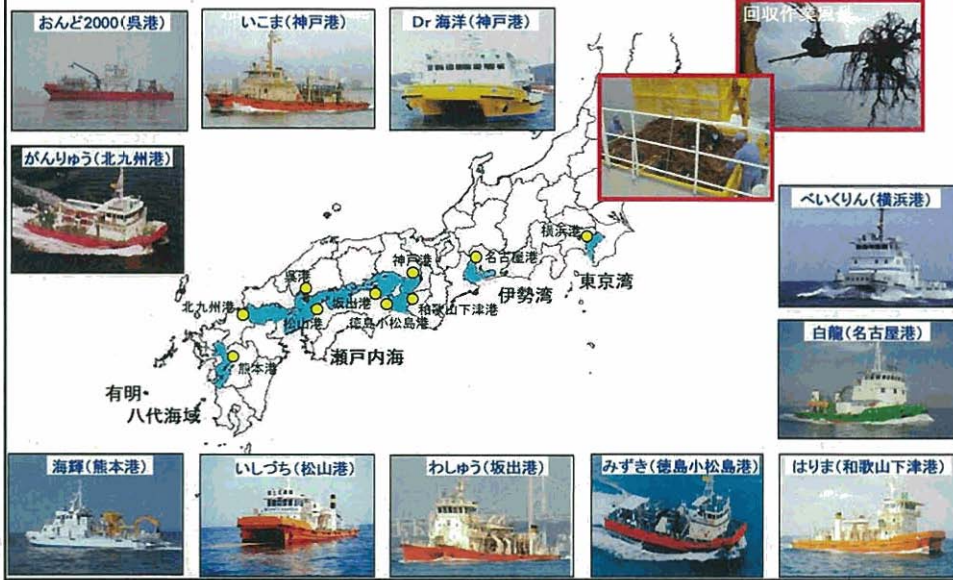 おんど2000(呉港)
いこま(神戸港)
Dr 海洋(神戸港)
回収作業風景
がんりゅう(北九州港)
べいくりん(横浜港)
横浜港
名古屋港
神戸港
東京湾
伊勢湾
呉港
坂出港
和歌山下津港
北九州港
松山港
徳島小松島港
瀬戸内海
熊本港
有明・
八代海域
白龍(名古屋港)
海輝(熊本港)
いしづち(松山港)
わしゅう(坂出港)
みずき(徳島小松島港)
はりま(和歌山下津港)